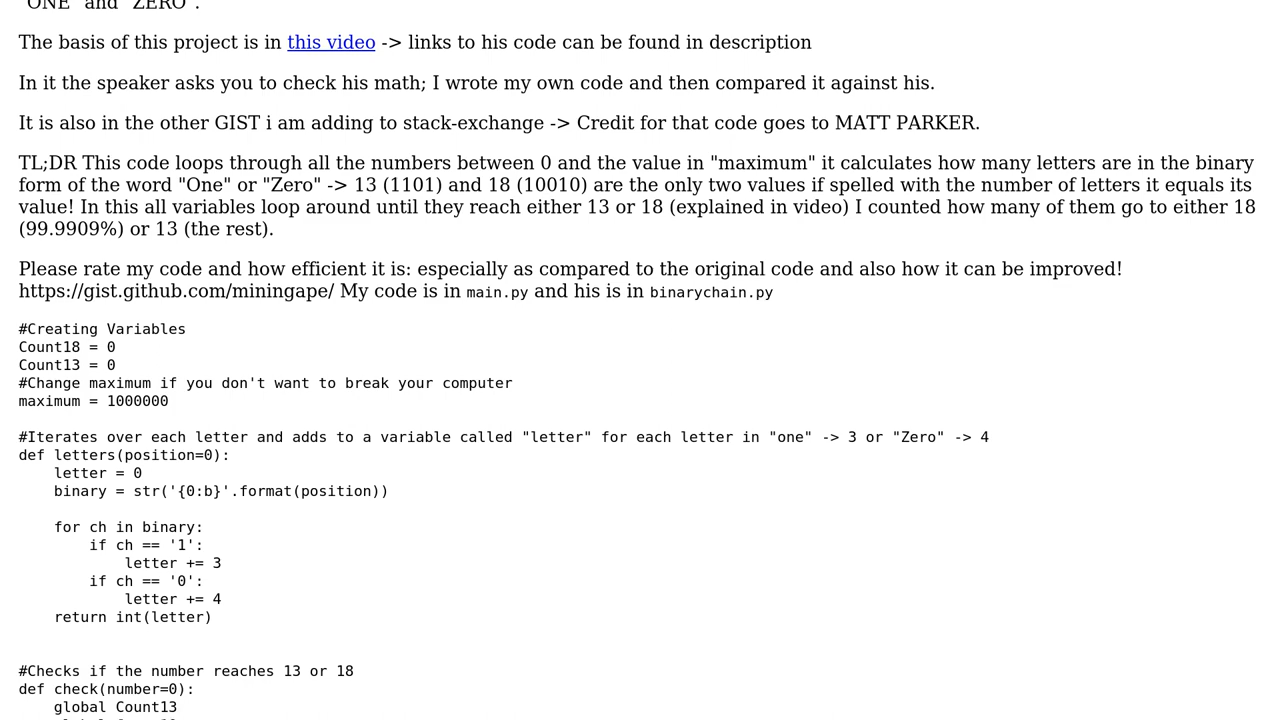 "ONE" and "ZERO".
The basis of this project is in this video -> links to his code can be found in description
In it the speaker asks you to check his math; I wrote my own code and then compared it against his.
It is also in the other GIST i am adding to stack-exchange -> Credit for that code goes to MATT PARKER.
TL;DR This code loops through all the numbers between 0 and the value in "maximum" it calculates how many letters are in the binary
form of the word "One" or "Zero" -> 13 (1101) and 18 (10010) are the only two values if spelled with the number of letters it equals its
value! In this all variables loop around until they reach either 13 or 18 (explained in video) I counted how many of them go to either 18
(99.9909%) or 13 (the rest).
Please rate my code and how efficient it is: especially as compared to the original code and also how it can be improved!
https://gist.github.com/miningape/ My code is in main.py and his is in binarychain.py
#Creating Variables
Count18 = 0
Count13 = 0
#Change maximum if you don't want to break your computer
maximum = 1000000
#Iterates over each letter and adds to a variable called "letter" for each letter in "one" -> 3 or "Zero" -> 4
def letters(position=0):
    letter = 0
    binary = str('{0:b}'.format(position))
    for ch in binary:
        if ch == '1':
            letter += 3
        if ch == '0':
            letter += 4
    return int(letter)
#Checks if the number reaches 13 or 18
def check(number=0):
    global Count13